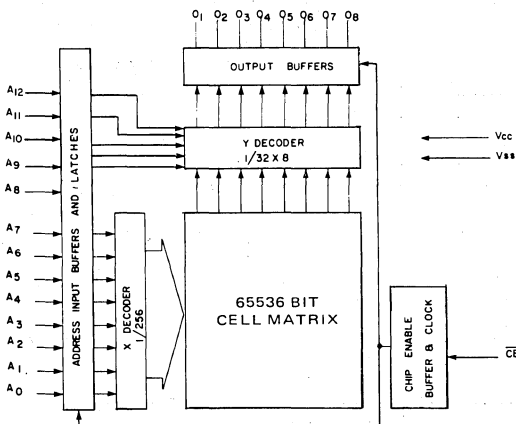 O1 O2 O3 O4 O5 O6 O7 O8
OUTPUT BUFFERS
A12
A11
A10
A9
A8
A7
A6
A5
A4
A3
A2
A1
A0
ADDRESS INPUT BUFFERS AND LATCHES
Y DECODER
1/32 X 8
Vcc
Vss
X DECODER
1/256
65536 BIT
CELL MATRIX
CHIP ENABLE
BUFFER & CLOCK
CE